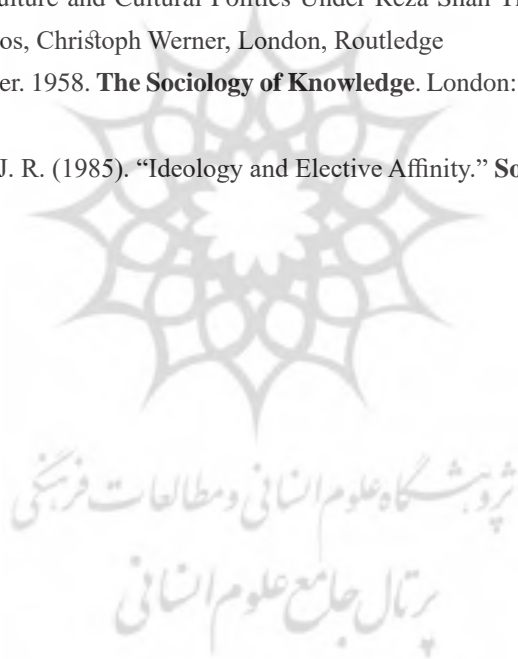 ulture and Cultural Politics Under Reza Shah
os, Christoph Werner, London, Routledge
er. 1958. The Sociology of Knowledge. London:
J. R. (1985). “Ideology and Elective Affinity.” So
پژوهشگاه علوم انسانی و مطالعات فرهنگی
پرتال جامع علوم انسانی